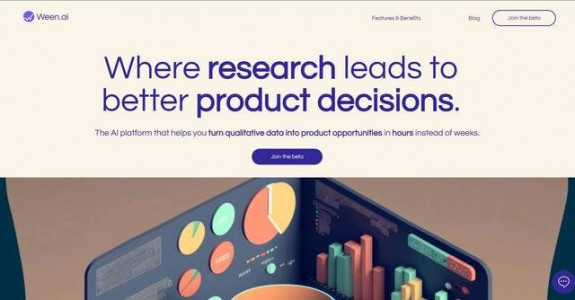 Ween.ai
Features & Benefits
Blog
Join the beta
Where research leads to
better product decisions.
The AI platform that helps you turn qualitative data into product opportunities in hours instead of weeks.
Join the beta